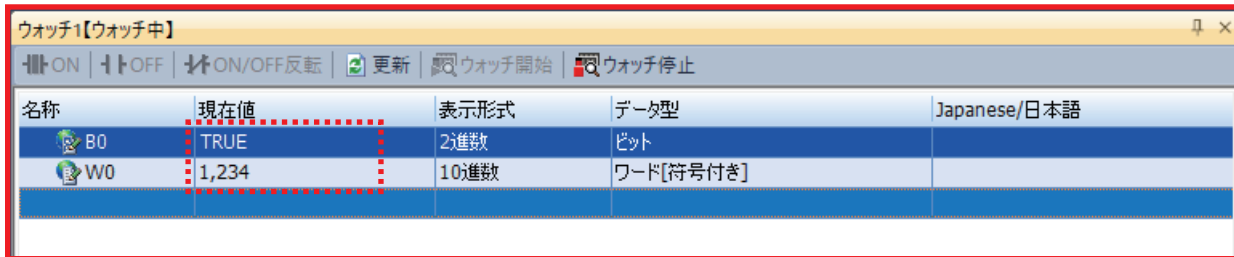 ウォッチ1【ウォッチ中】
ON OFF ON/OFF反転 更新 ウォッチ開始 ウォッチ停止
名称 現在値 表示形式 データ型 Japanese/日本語
B0 TRUE 2進数 ビット
W0 1,234 10進数 ワード[符号付き]